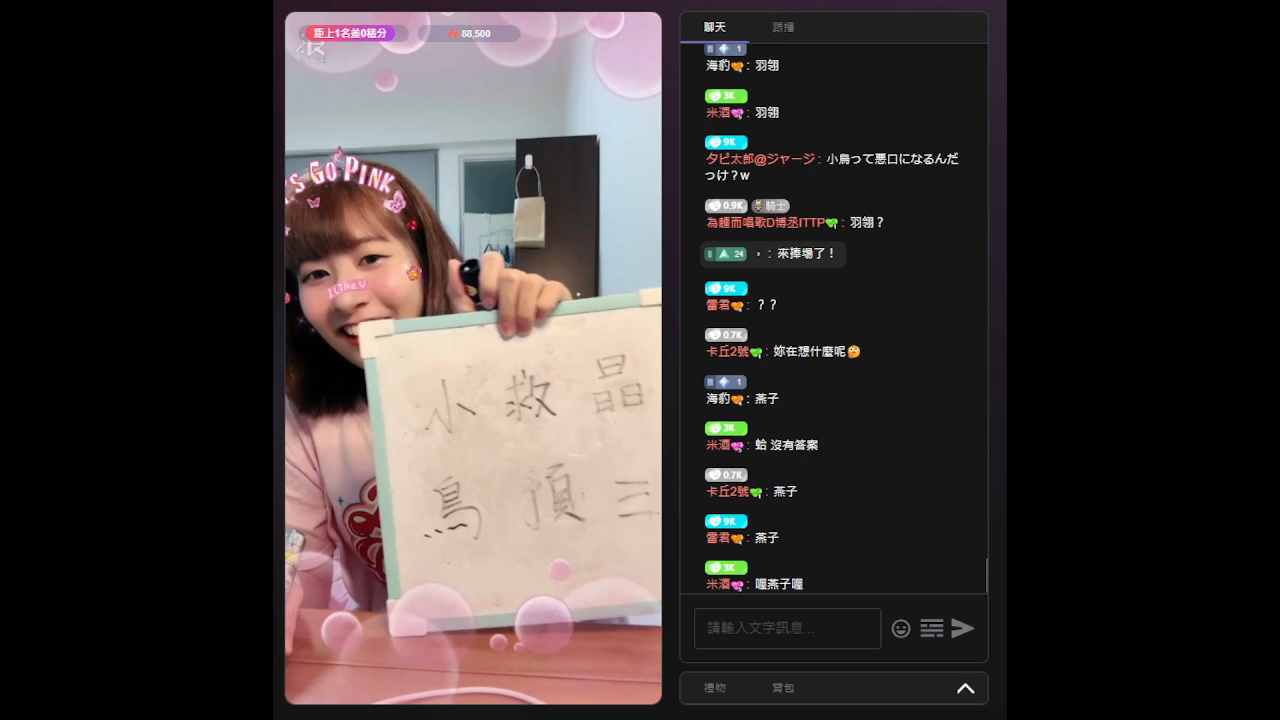 距上1名差0積分
88,500
'S GO PINK
小 救 晶
鳥 頂 三
聊天
跟播
III 1
海豹: 羽翎
3K
米酒: 羽翎
9K
タピ太郎@ジャージ: 小鳥って悪口になるんだ
っけ？w
0.9K 騎士
為鍾而唱歌D博丞ITTP: 羽翎？
II 24 ，: 來捧場了！
9K
雷君: ？？
0.7K
卡丘2號: 妳在想什麼呢
III 1
海豹: 燕子
3K
米酒: 蛤 沒有答案
0.7K
卡丘2號: 燕子
9K
雷君: 燕子
3K
米酒: 喔燕子喔
請輸入文字訊息...
禮物
背包